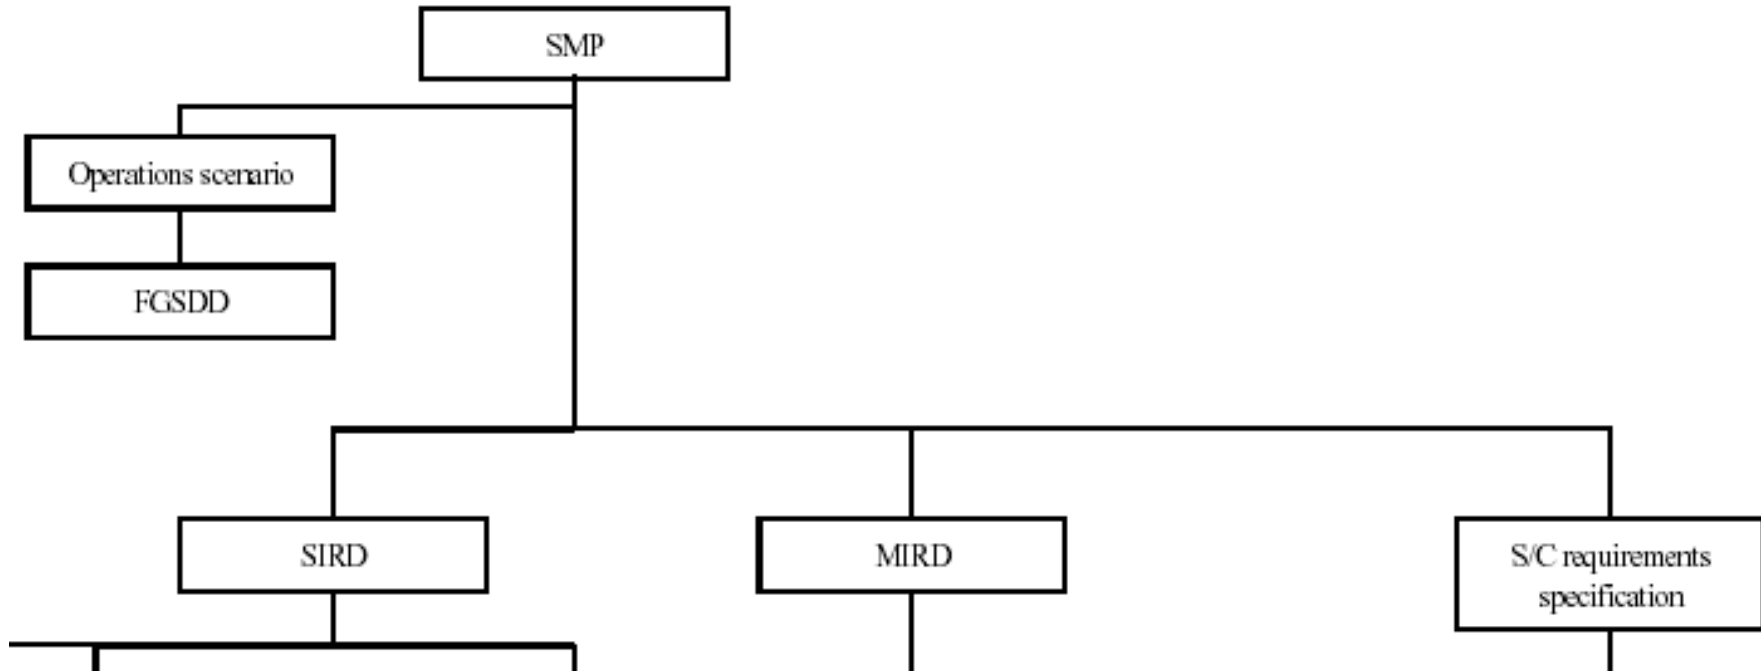 SMP
Operations scenario
FGSDD
SIRD
MIRD
S/C requirements
specification